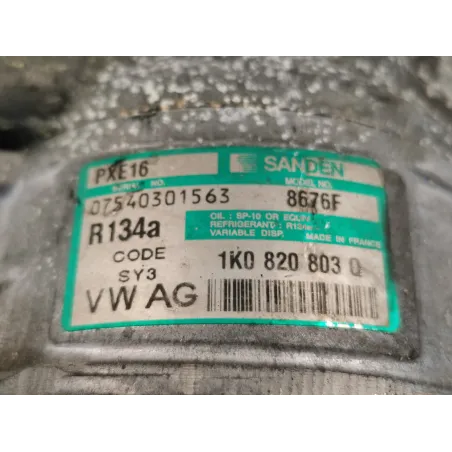 PXE16 SANDEN
SERIAL NO. MODEL NO.
07540301563 8676F
R134a OIL : SP-10 OR EQUIV
REFRIGERANT : R134a
VARIABLE DISP. MADE IN FRANCE
CODE 1K0 820 803 Q
SY3
VW AG